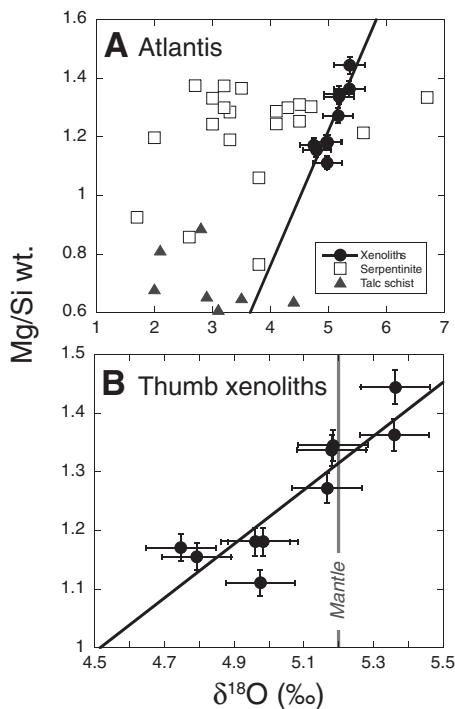 A Atlantis
1.6
1.4
1.2
1
0.8
0.6
Xenoliths
Serpentinite
Talc schist
1 2 3 4 5 6 7
Mg/Si wt.
B Thumb xenoliths
1.5
1.4
1.3
1.2
1.1
1
Mantle
4.5 4.7 4.9 5.1 5.3 5.5
δ¹⁸O (‰)